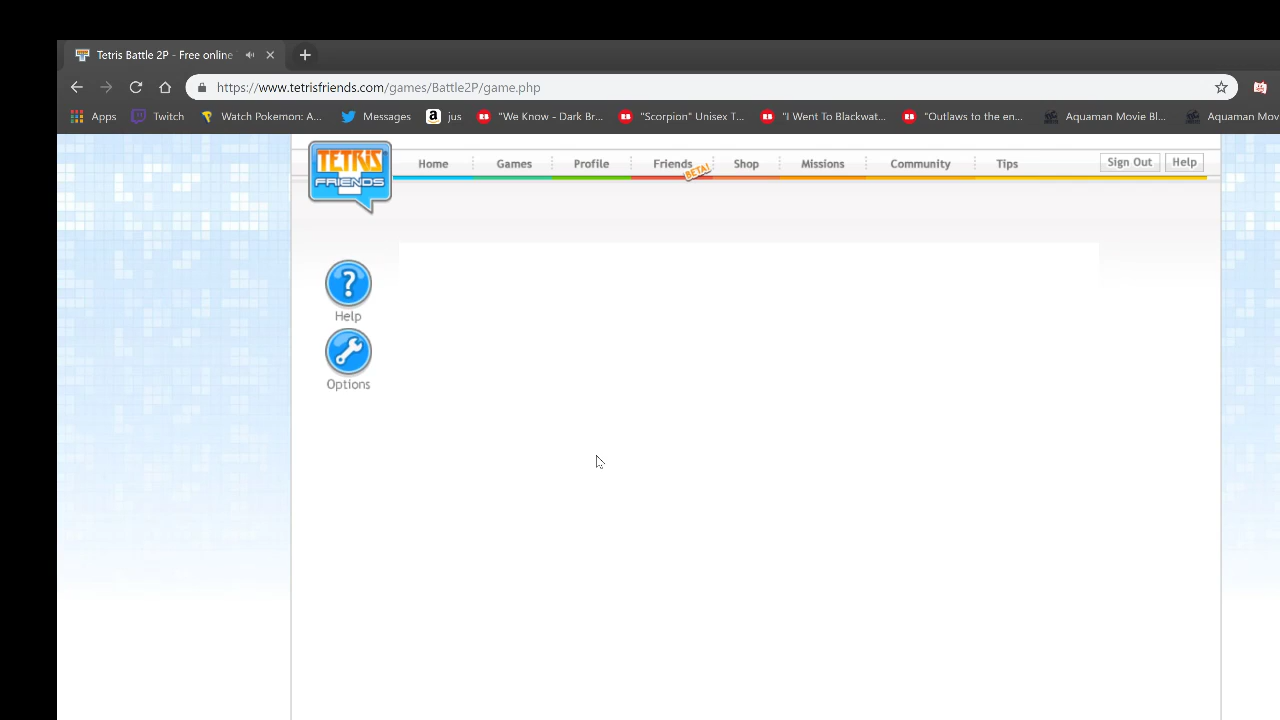 Tetris Battle 2P - Free online
https://www.tetrisfriends.com/games/Battle2P/game.php
Apps Twitch Watch Pokemon: A... Messages jus "We Know - Dark Br... "Scorpion" Unisex T... "I Went To Blackwat... "Outlaws to the en... Aquaman Movie Bl... Aquaman Mov
TETRIS
FRIENDS
Home Games Profile Friends BETA! Shop Missions Community Tips Sign Out Help
Help
Options